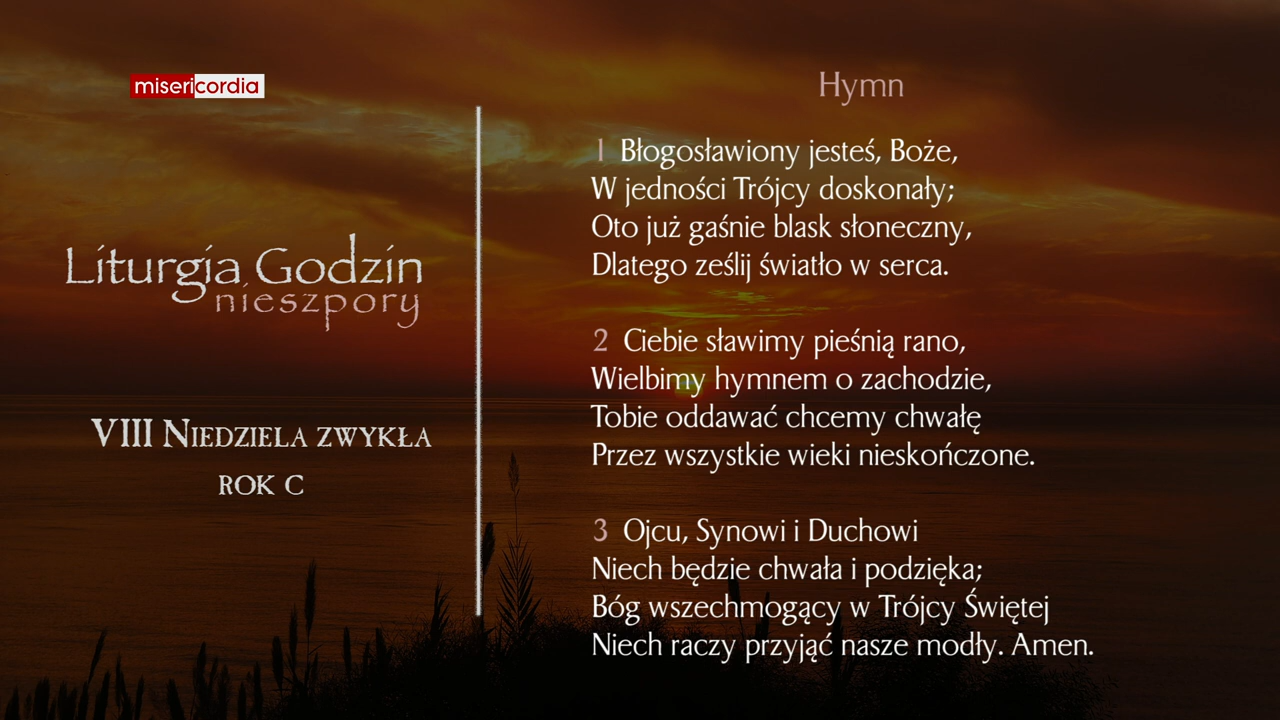 misericordia
Liturgia Godzin
nieszpory
VIII Niedziela zwykła
rok C
Hymn
1 Błogosławiony jesteś, Boże,
W jedności Trójcy doskonały;
Oto już gaśnie blask słoneczny,
Dlatego ześlij światło w serca.
2 Ciebie sławimy pieśnią rano,
Wielbimy hymnem o zachodzie,
Tobie oddawać chcemy chwałę
Przez wszystkie wieki nieskończone.
3 Ojcu, Synowi i Duchowi
Niech będzie chwała i podzięka;
Bóg wszechmogący w Trójcy Świętej
Niech raczy przyjąć nasze modły. Amen.